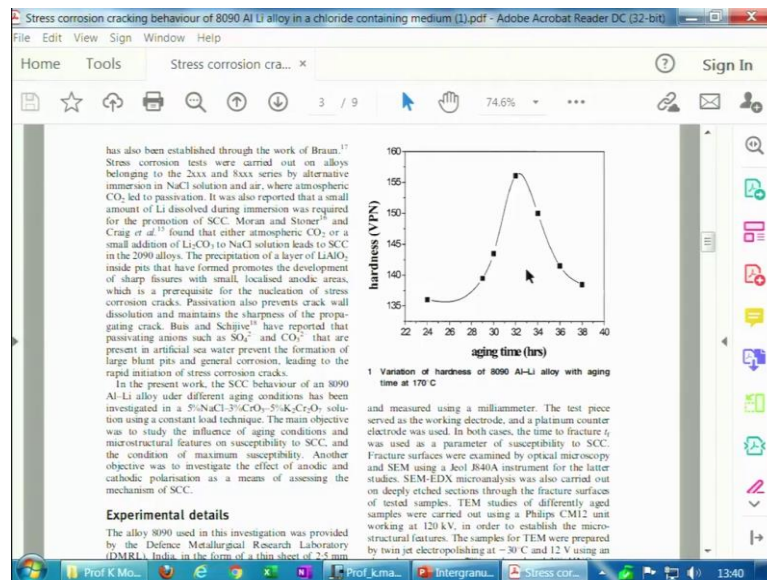 Stress corrosion cracking behaviour of 8090 Al Li alloy in a chloride containing medium (1).pdf - Adobe Acrobat Reader DC (32-bit)
File Edit View Sign Window Help
Home Tools Stress corrosion cra... × Sign In
3 / 9 74.6%
has also been established through the work of Braun.17
Stress corrosion tests were carried out on alloys
belonging to the 2xxx and 8xxx series by alternative
immersion in NaCl solution and air, where atmospheric
CO2 led to passivation. It was also reported that a small
amount of Li dissolved during immersion was required
for the promotion of SCC. Moran and Stoner16 and
Craig et al.15 found that either atmospheric CO2 or a
small addition of Li2CO3 to NaCl solution leads to SCC
in the 2090 alloys. The precipitation of a layer of LiAlO2
inside pits that have formed promotes the development
of sharp fissures with small, localised anodic areas,
which is a prerequisite for the nucleation of stress
corrosion cracks. Passivation also prevents crack wall
dissolution and maintains the sharpness of the propa-
gating crack. Buis and Schijive18 have reported that
passivating anions such as SO4 2- and CO3 2- that are
present in artificial sea water prevent the formation of
large blunt pits and general corrosion, leading to the
rapid initiation of stress corrosion cracks.
In the present work, the SCC behaviour of an 8090
Al–Li alloy uder different aging conditions has been
investigated in a 5%NaCl–3%CrO3–5%K2Cr2O7 solu-
tion using a constant load technique. The main objective
was to study the influence of aging conditions and
microstructural features on susceptibility to SCC, and
the condition of maximum susceptibility. Another
objective was to investigate the effect of anodic and
cathodic polarisation as a means of assessing the
mechanism of SCC.
Experimental details
The alloy 8090 used in this investigation was provided
by the Defence Metallurgical Research Laboratory
(DMRL), India, in the form of a thin sheet of 2·5 mm
160
155
150
145
140
135
hardness (VPN)
22 24 26 28 30 32 34 36 38 40
aging time (hrs)
1 Variation of hardness of 8090 Al–Li alloy with aging
time at 170°C
and measured using a milliammeter. The test piece
served as the working electrode, and a platinum counter
electrode was used. In both cases, the time to fracture tf
was used as a parameter of susceptibility to SCC.
Fracture surfaces were examined by optical microscopy
and SEM using a Jeol J840A instrument for the latter
studies. SEM-EDX microanalysis was also carried out
on deeply etched sections through the fracture surfaces
of tested samples. TEM studies of differently aged
samples were carried out using a Philips CM12 unit
working at 120 kV, in order to establish the micro-
structural features. The samples for TEM were prepared
by twin jet electropolishing at −30°C and 12 V using an
Prof K Mo... Prof_k.ma... Intergranu... Stress cor... 13:40